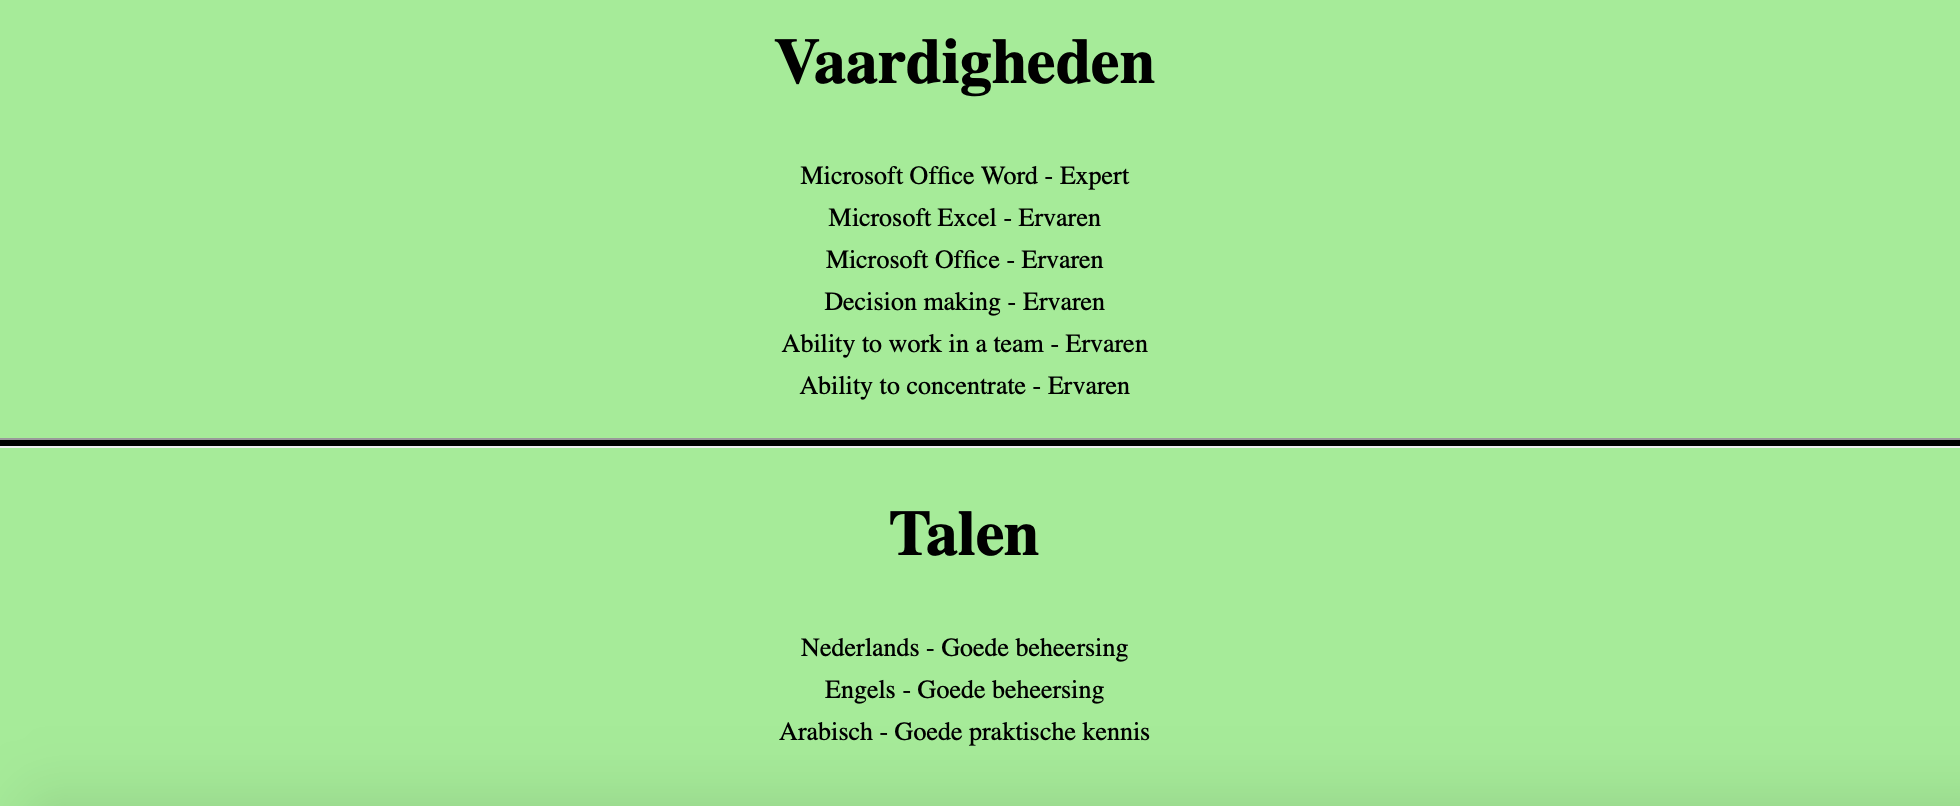 Vaardigheden
Microsoft Office Word - Expert
Microsoft Excel - Ervaren
Microsoft Office - Ervaren
Decision making - Ervaren
Ability to work in a team - Ervaren
Ability to concentrate - Ervaren
Talen
Nederlands - Goede beheersing
Engels - Goede beheersing
Arabisch - Goede praktische kennis